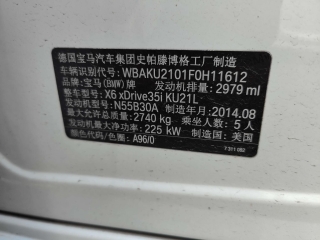 德国宝马汽车集团史帕滕博格工厂制造
车辆识别代号: WBAKU2101F0H11612
品牌: 宝马(BMW)牌 发动机排量: 2979 ml
整车型号: X6 xDrive35i KU21L
发动机型号: N55B30A 制造年月: 2014.08
最大允许总质量: 2740 kg 乘坐人数: 5 人
发动机最大净功率: 225 kW 制造国: 美国
颜色代号: A96/0